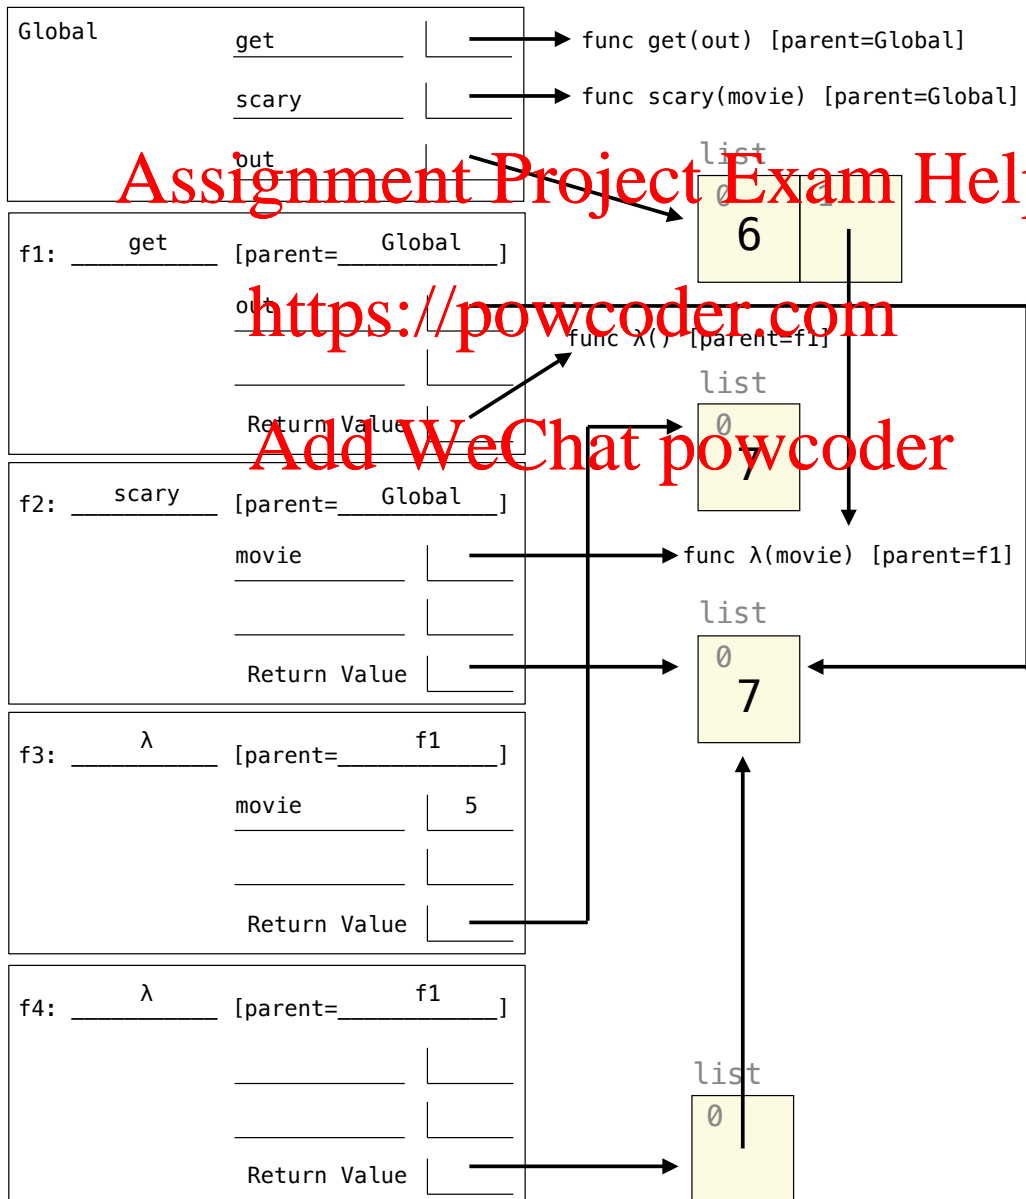 Global
get
func get(out) [parent=Global]
scary
func scary(movie) [parent=Global]
out
list
Assignment Project Exam Help
0 1
6
f1: get [parent=Global]
out
https://powcoder.com
func λ() [parent=f1]
list
Return Value
0
Add WeChat powcoder
7
f2: scary [parent=Global]
movie
func λ(movie) [parent=f1]
list
0
Return Value
7
f3: λ [parent=f1]
movie 5
Return Value
f4: λ [parent=f1]
list
0
Return Value